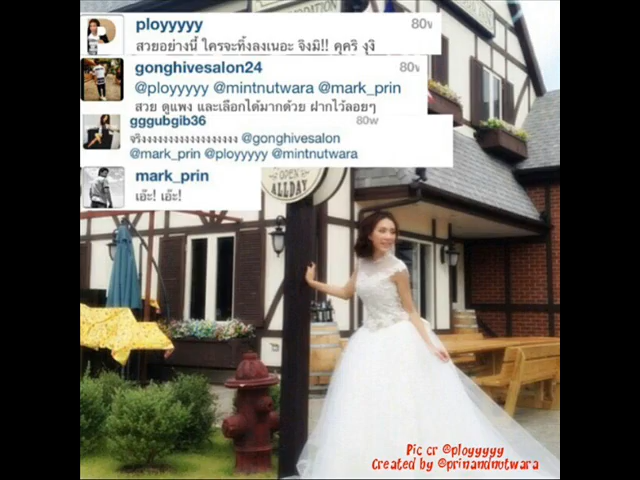 ployyyyy
80w
สวยอย่างนี้ ใครจะทิ้งลงเนอะ จิงมิ!! คุคริ งุงิ
gonghivesalon24
80w
@ployyyyy @mintnutwara @mark_prin
สวย ดูแพง และเลือกได้มากด้วย ฝากไว้ลอยๆ
gggubgib36
80w
จริงงงงงงงงงงงงงงงงงง @gonghivesalon
@mark_prin @ployyyyy @mintnutwara
mark_prin
เอ๊ะ! เอ๊ะ!
OPEN
ALLDAY
Pic cr @ployyyyy
Created by @prinandnutwara